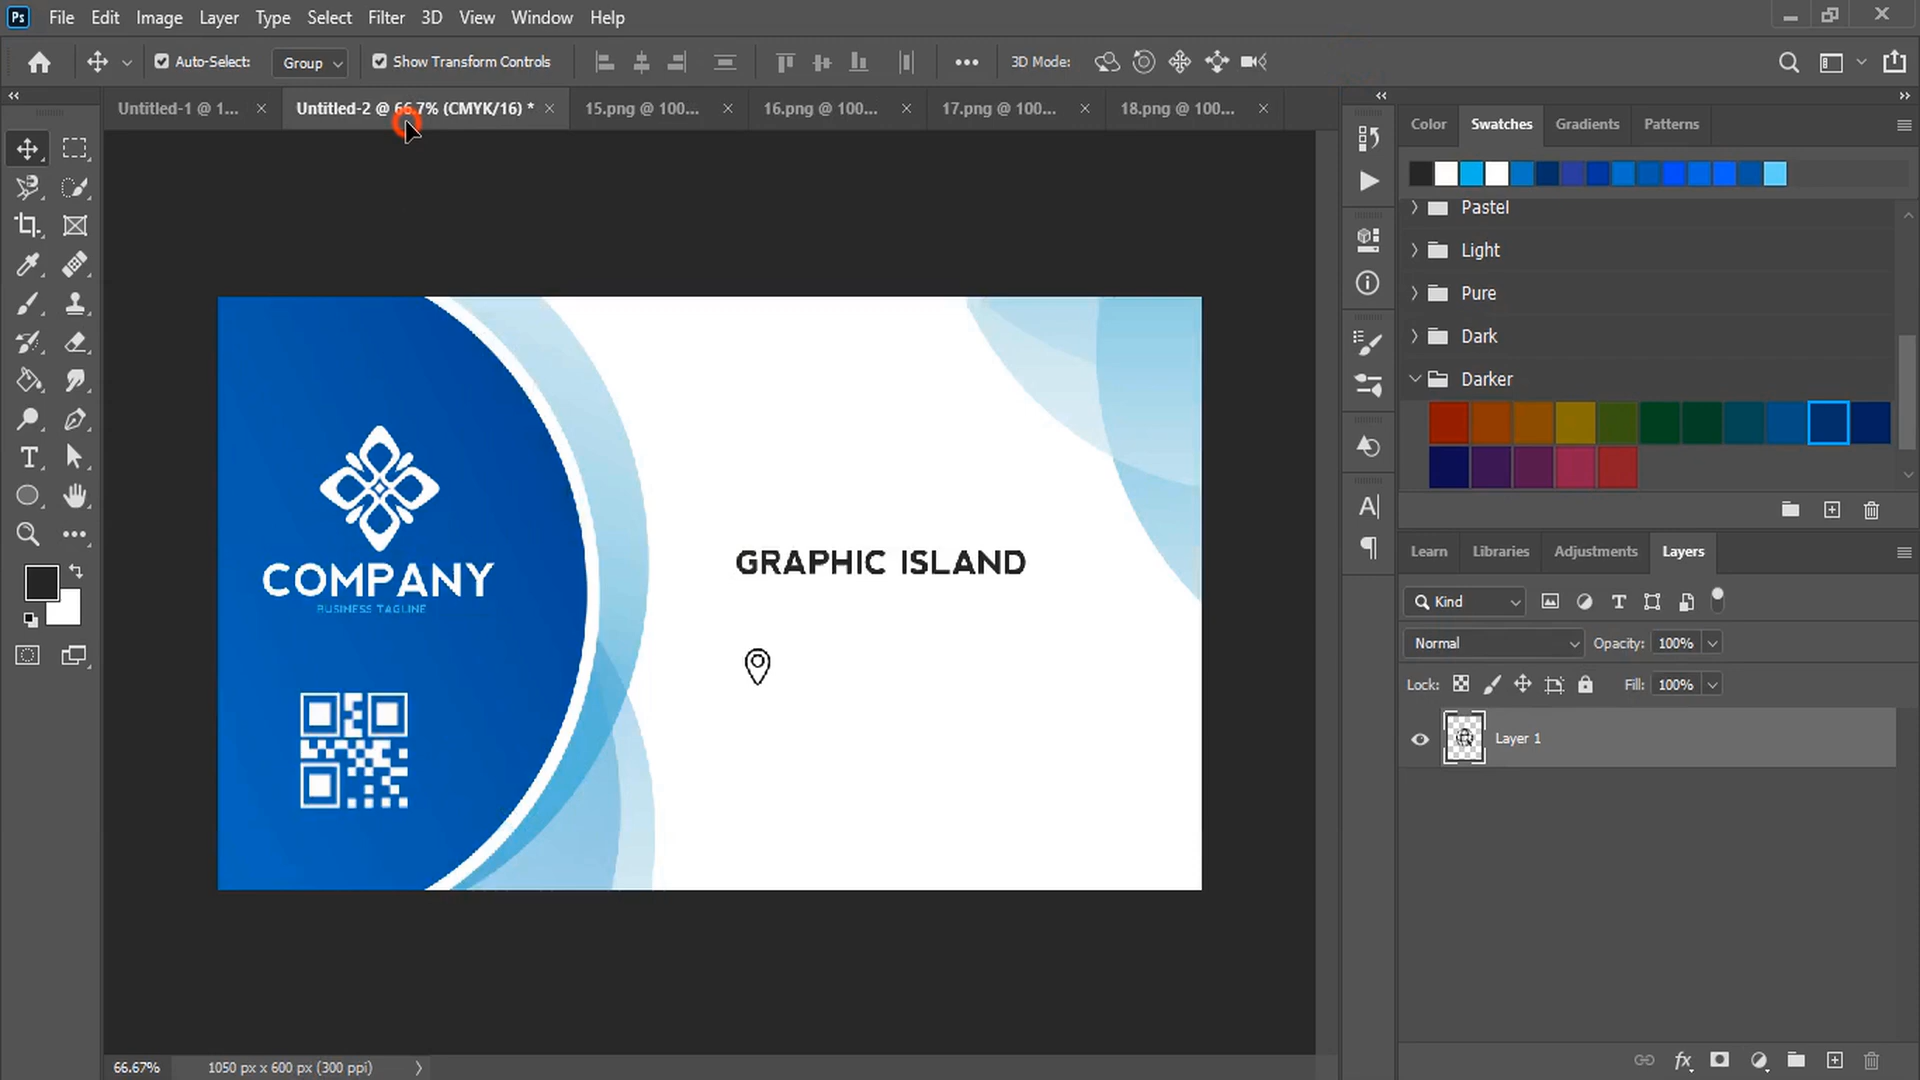 Ps File Edit Image Layer Type Select Filter 3D View Window Help
Auto-Select: Group Show Transform Controls 3D Mode:
Untitled-1 @ 1... Untitled-2 @ 66.7% (CMYK/16) * 15.png @ 100... 16.png @ 100... 17.png @ 100... 18.png @ 100...
Color Swatches Gradients Patterns
Pastel
Light
Pure
Dark
Darker
COMPANY
BUSINESS TAGLINE
GRAPHIC ISLAND
Learn Libraries Adjustments Layers
Kind
Normal Opacity: 100%
Lock: Fill: 100%
Layer 1
66.67% 1050 px x 600 px (300 ppi)